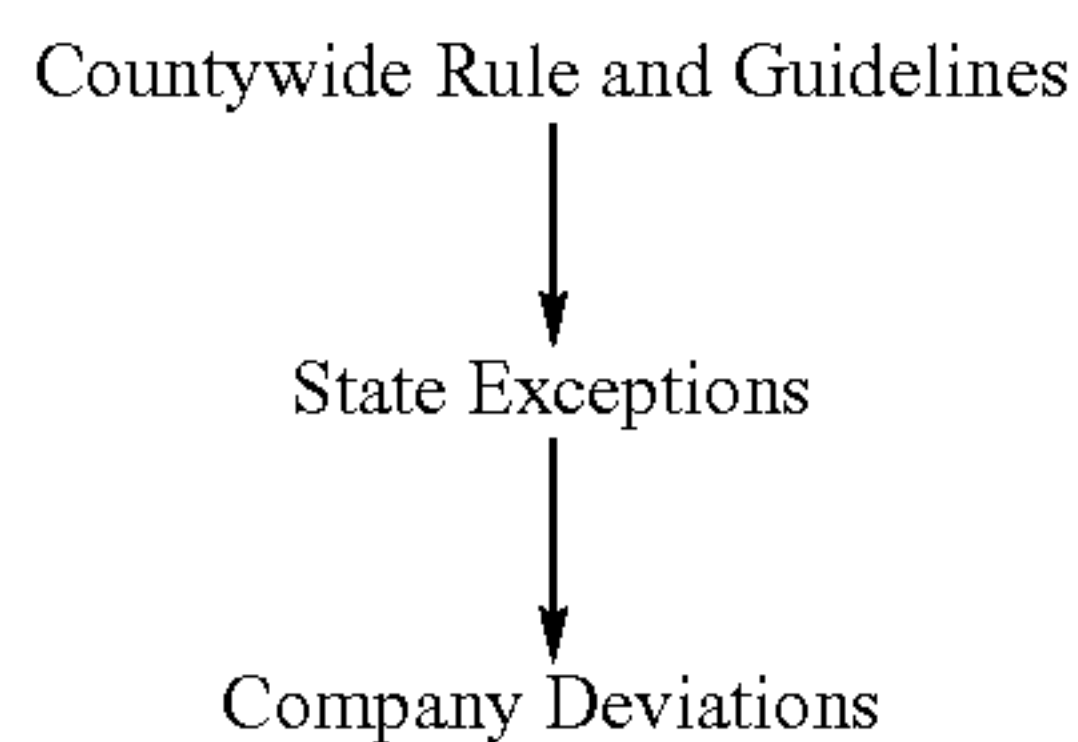 Countywide Rule and Guidelines
State Exceptions
Company Deviations